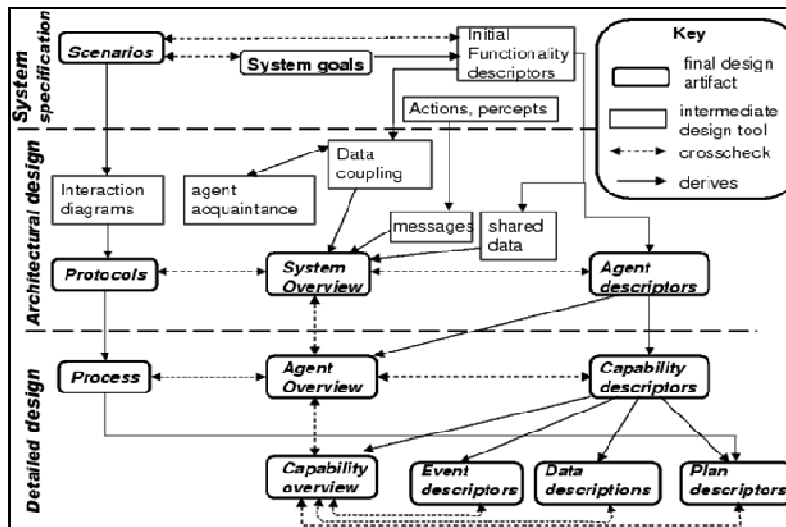 System
specification
Scenarios
System goals
Initial
Functionality
descriptors
Actions, percepts
Key
final design
artifact
intermediate
design tool
crosscheck
derives
Architectural design
Interaction
diagrams
agent
acquaintance
Data
coupling
messages
shared
data
Protocols
System
Overview
Agent
descriptors
Detailed design
Process
Agent
Overview
Capability
descriptors
Capability
overview
Event
descriptors
Data
descriptions
Plan
descriptors